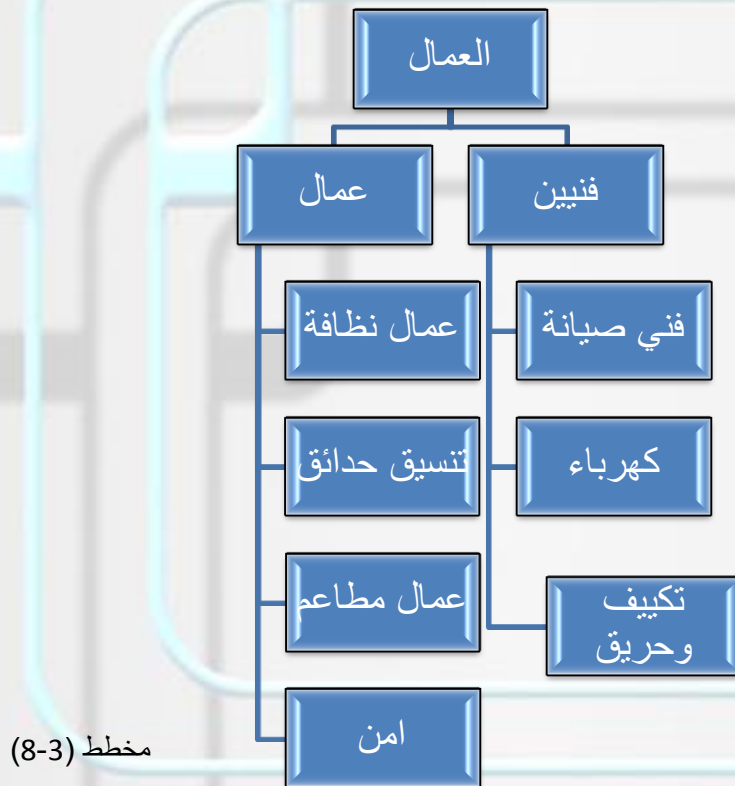 العمال
فنيين
عمال
فني صيانة
عمال نظافة
كهرباء
تنسيق حدائق
تكييف
وحريق
عمال مطاعم
امن
مخطط (3-8)